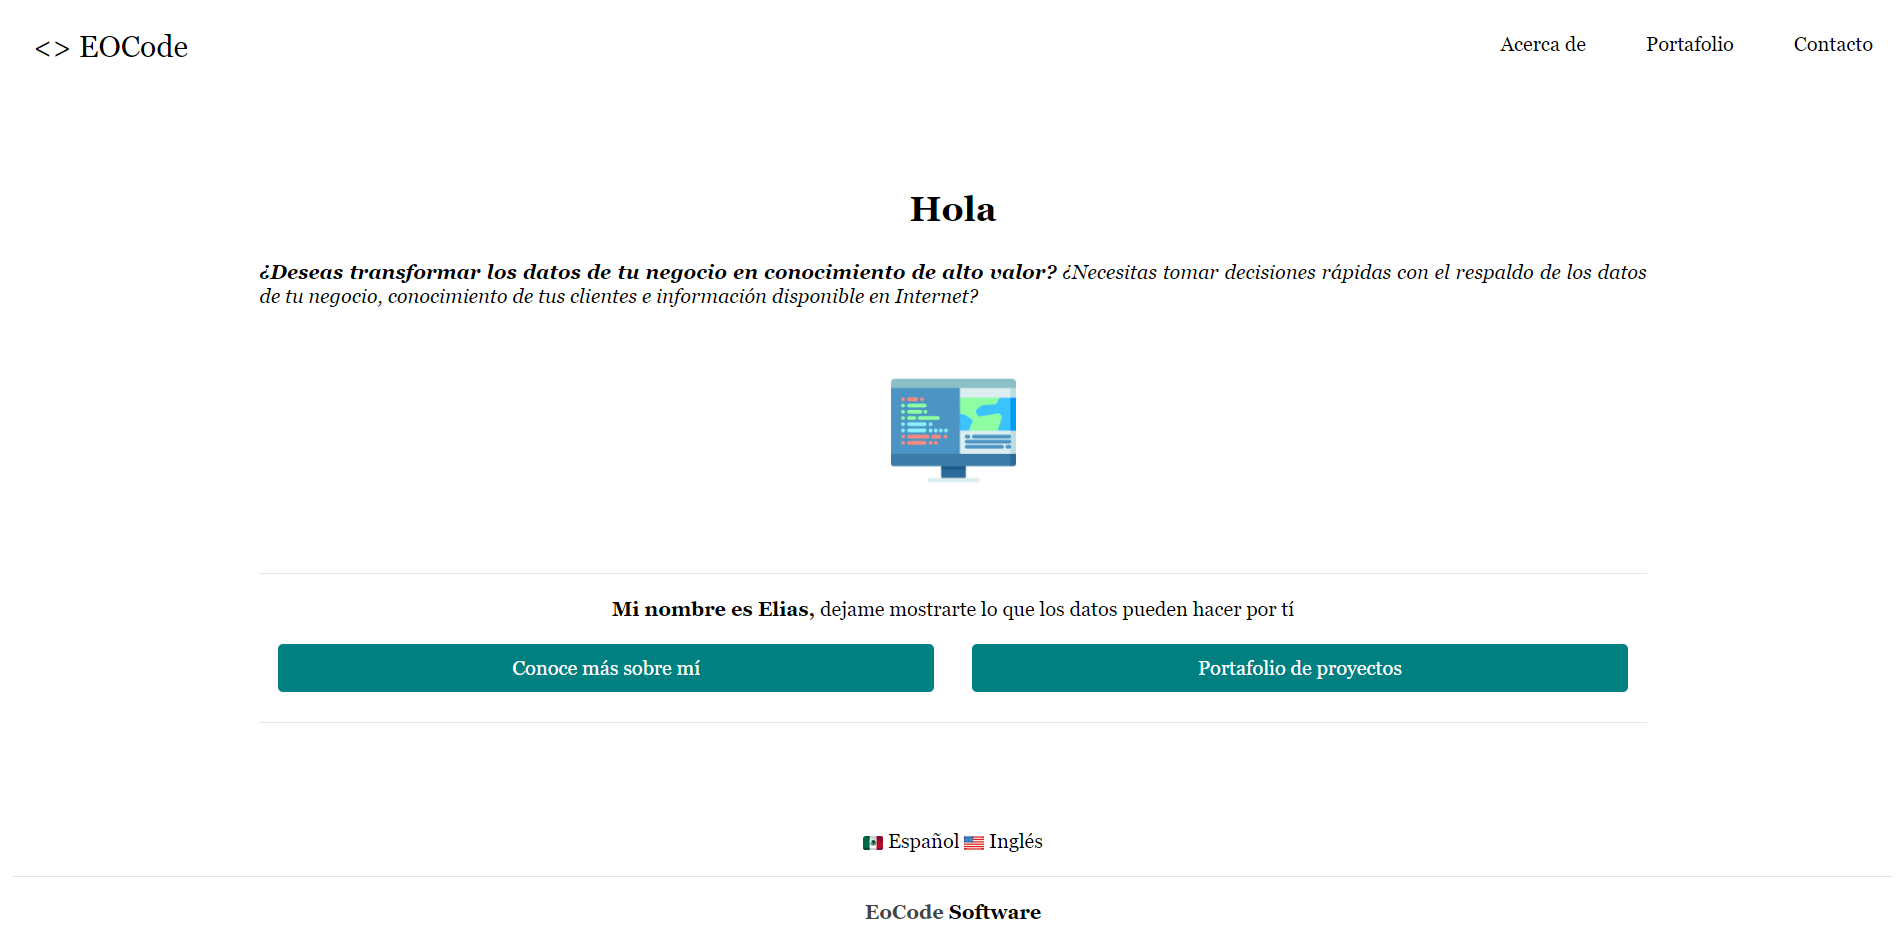 <> EOCode
Acerca de
Portafolio
Contacto
Hola
¿Deseas transformar los datos de tu negocio en conocimiento de alto valor? ¿Necesitas tomar decisiones rápidas con el respaldo de los datos
de tu negocio, conocimiento de tus clientes e información disponible en Internet?
Mi nombre es Elias, dejame mostrarte lo que los datos pueden hacer por tí
Conoce más sobre mí
Portafolio de proyectos
Español Inglés
EoCode Software